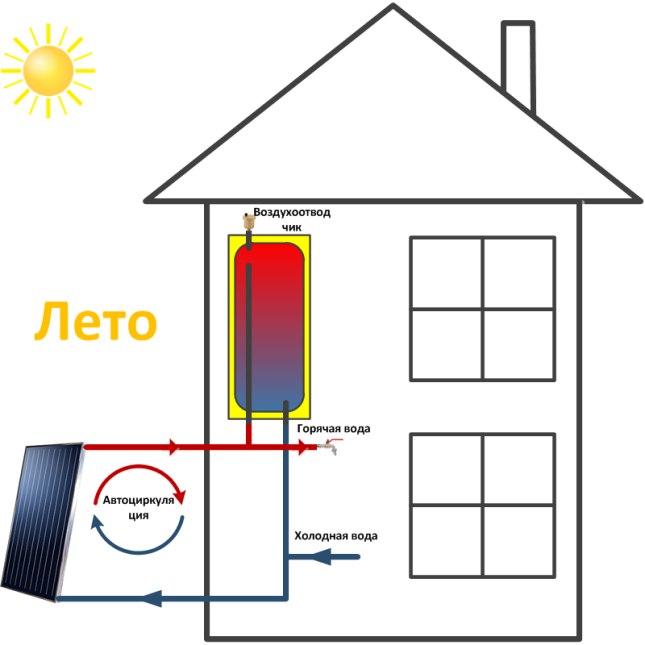 Воздухоотвод
чик
Лето
Горячая вода
Автоциркуля
ция
Холодная вода